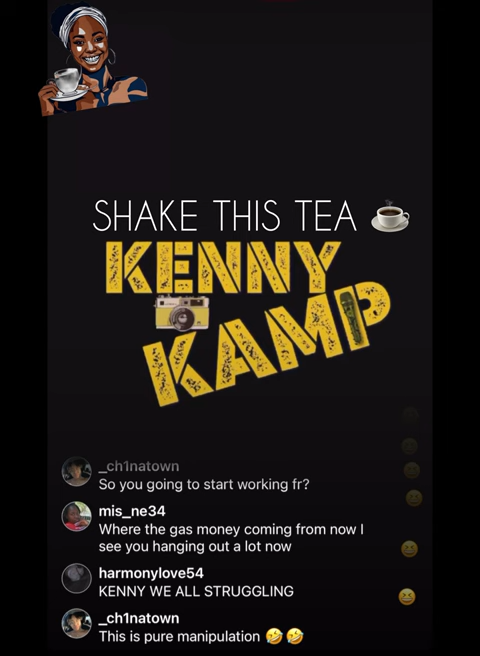 SHAKE THIS TEA ☕
KENNY
KAMP
_ch1natown
So you going to start working fr?
mis_ne34
Where the gas money coming from now I
see you hanging out a lot now
harmonylove54
KENNY WE ALL STRUGGLING
_ch1natown
This is pure manipulation 🤣🤣